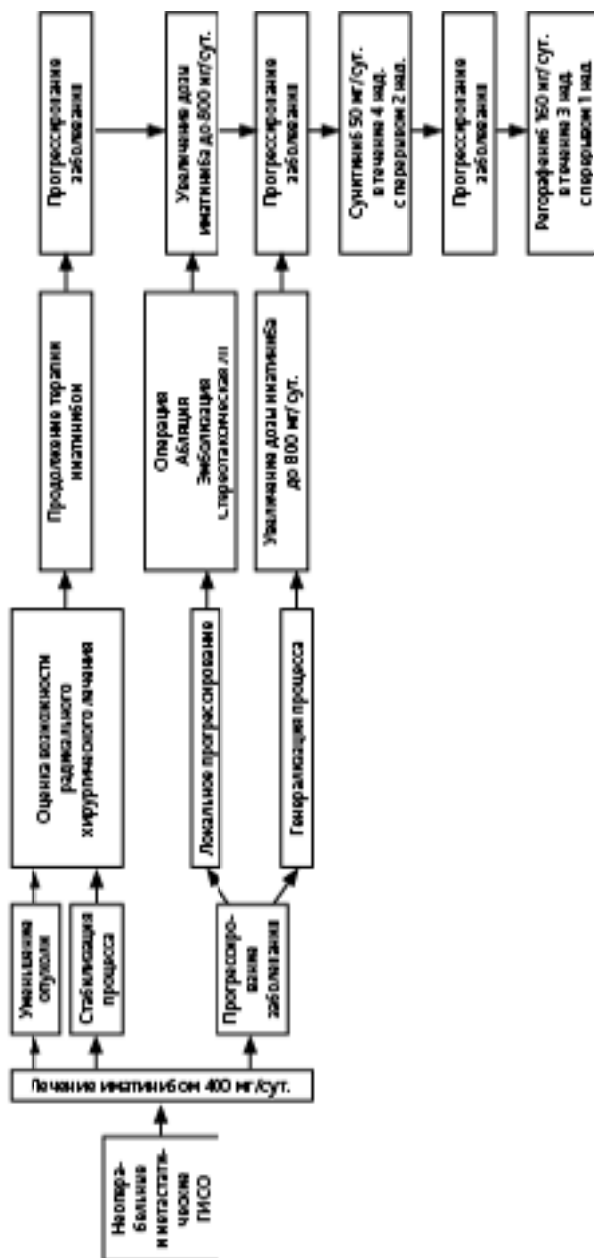 Неопера-
бельные
и метастати-
ческие
ГИСО
Лечение иматинибом 400 мг/сут.
Уменьшение
опухоли
Стабилизация
процесса
Прогрессиро-
вание
заболевания
Оценка возможности
радикального
хирургического лечения
Локальное прогрессирование
Генерализация процесса
Продолжение терапии
иматинибом
Операция
Абляция
Эмболизация
Стереотаксическая ЛТ
Увеличение дозы иматиниба
до 800 мг/сут.
Прогрессирование
заболевания
Увеличение дозы
иматиниба до 800 мг/сут.
Прогрессирование
заболевания
Сунитиниб 50 мг/сут.
в течение 4 нед.
с перерывом 2 нед.
Прогрессирование
заболевания
Регорафениб 160 мг/сут.
в течение 3 нед.
с перерывом 1 нед.